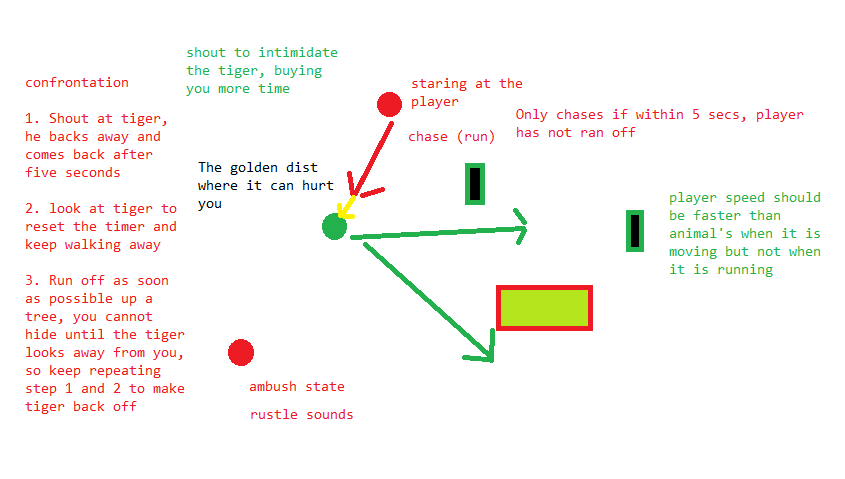 confrontation
1. Shout at tiger,
he backs away and
comes back after
five seconds
2. look at tiger to
reset the timer and
keep walking away
3. Run off as soon
as possible up a
tree, you cannot
hide until the tiger
looks away from you,
so keep repeating
step 1 and 2 to make
tiger back off
shout to intimidate
the tiger, buying
you more time
The golden dist
where it can hurt
you
staring at the
player
chase (run)
Only chases if within 5 secs, player
has not ran off
player speed should
be faster than
animal's when it is
moving but not when
it is running
ambush state
rustle sounds